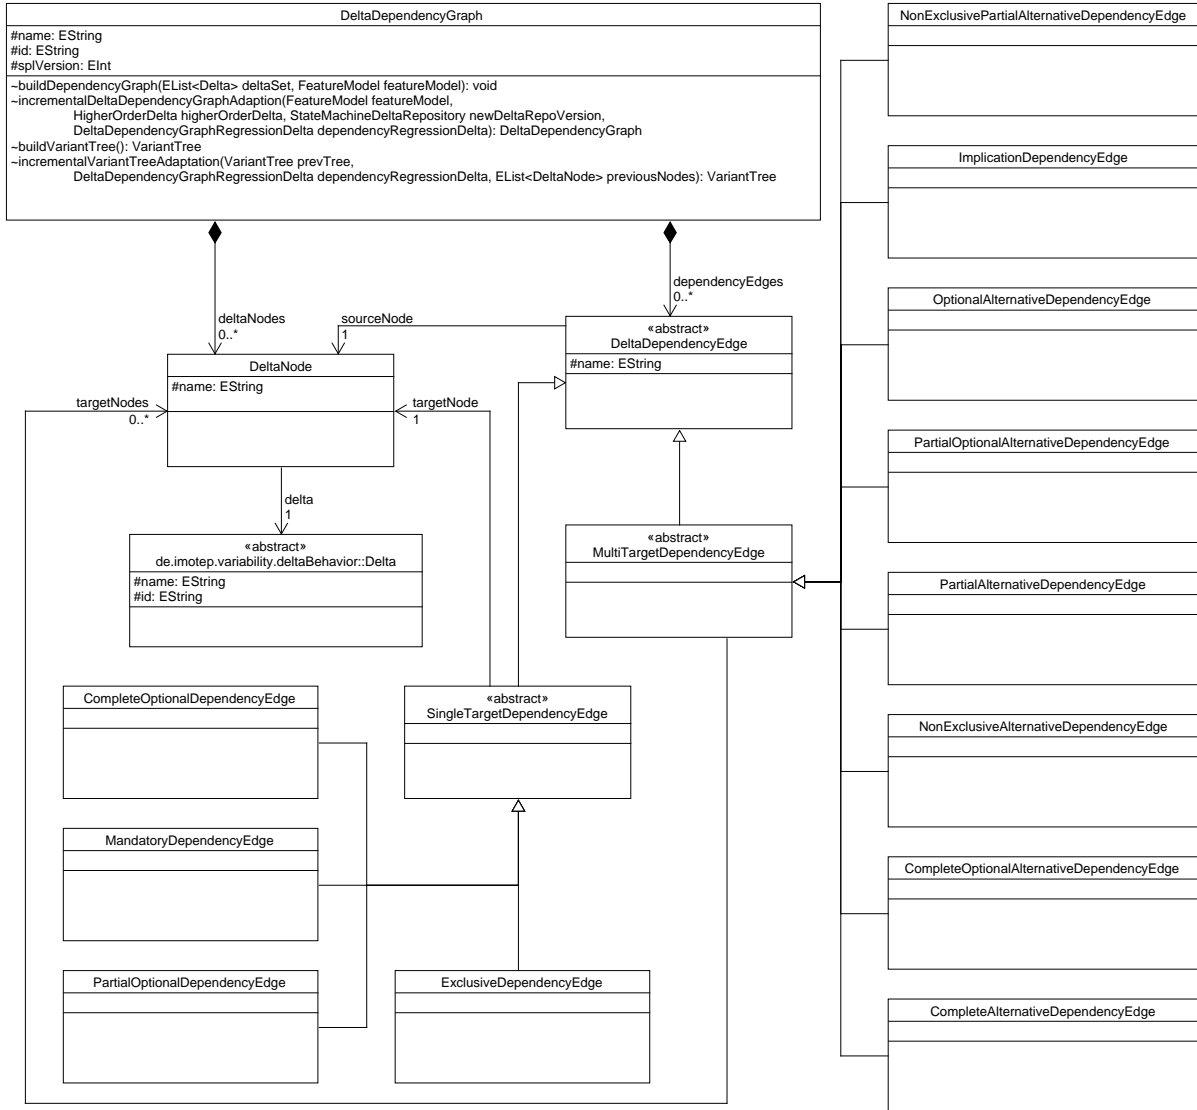 DeltaDependencyGraph
#name: EString
#id: EString
#splVersion: EInt
~buildDependencyGraph(EList<Delta> deltaSet, FeatureModel featureModel): void
~incrementalDeltaDependencyGraphAdaption(FeatureModel featureModel,
HigherOrderDelta higherOrderDelta, StateMachineDeltaRepository newDeltaRepoVersion,
DeltaDependencyGraphRegressionDelta dependencyRegressionDelta): DeltaDependencyGraph
~buildVariantTree(): VariantTree
~incrementalVariantTreeAdaptation(VariantTree prevTree,
DeltaDependencyGraphRegressionDelta dependencyRegressionDelta, EList<DeltaNode> previousNodes): VariantTree
deltaNodes
0..*
dependencyEdges
0..*
sourceNode
1
«abstract»
DeltaDependencyEdge
#name: EString
DeltaNode
#name: EString
targetNodes
0..*
targetNode
1
delta
1
«abstract»
de.imotep.variability.deltaBehavior::Delta
#name: EString
#id: EString
«abstract»
MultiTargetDependencyEdge
«abstract»
SingleTargetDependencyEdge
CompleteOptionalDependencyEdge
MandatoryDependencyEdge
PartialOptionalDependencyEdge
ExclusiveDependencyEdge
NonExclusivePartialAlternativeDependencyEdge
ImplicationDependencyEdge
OptionalAlternativeDependencyEdge
PartialOptionalAlternativeDependencyEdge
PartialAlternativeDependencyEdge
NonExclusiveAlternativeDependencyEdge
CompleteOptionalAlternativeDependencyEdge
CompleteAlternativeDependencyEdge